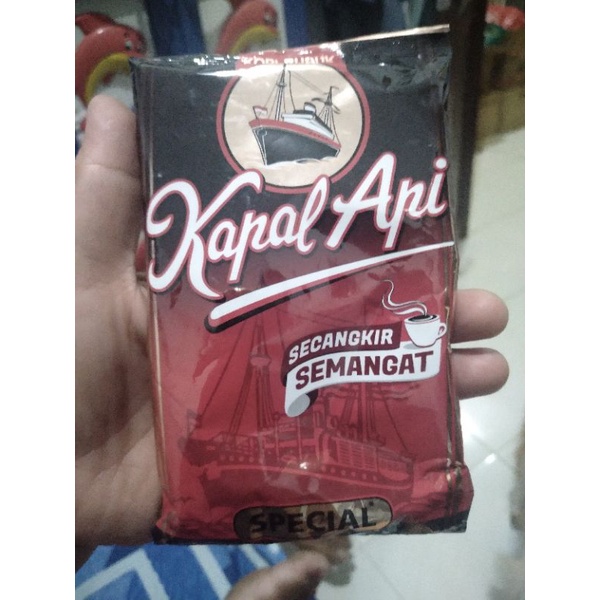 Kapal Api
SECANGKIR
SEMANGAT
SPECIAL